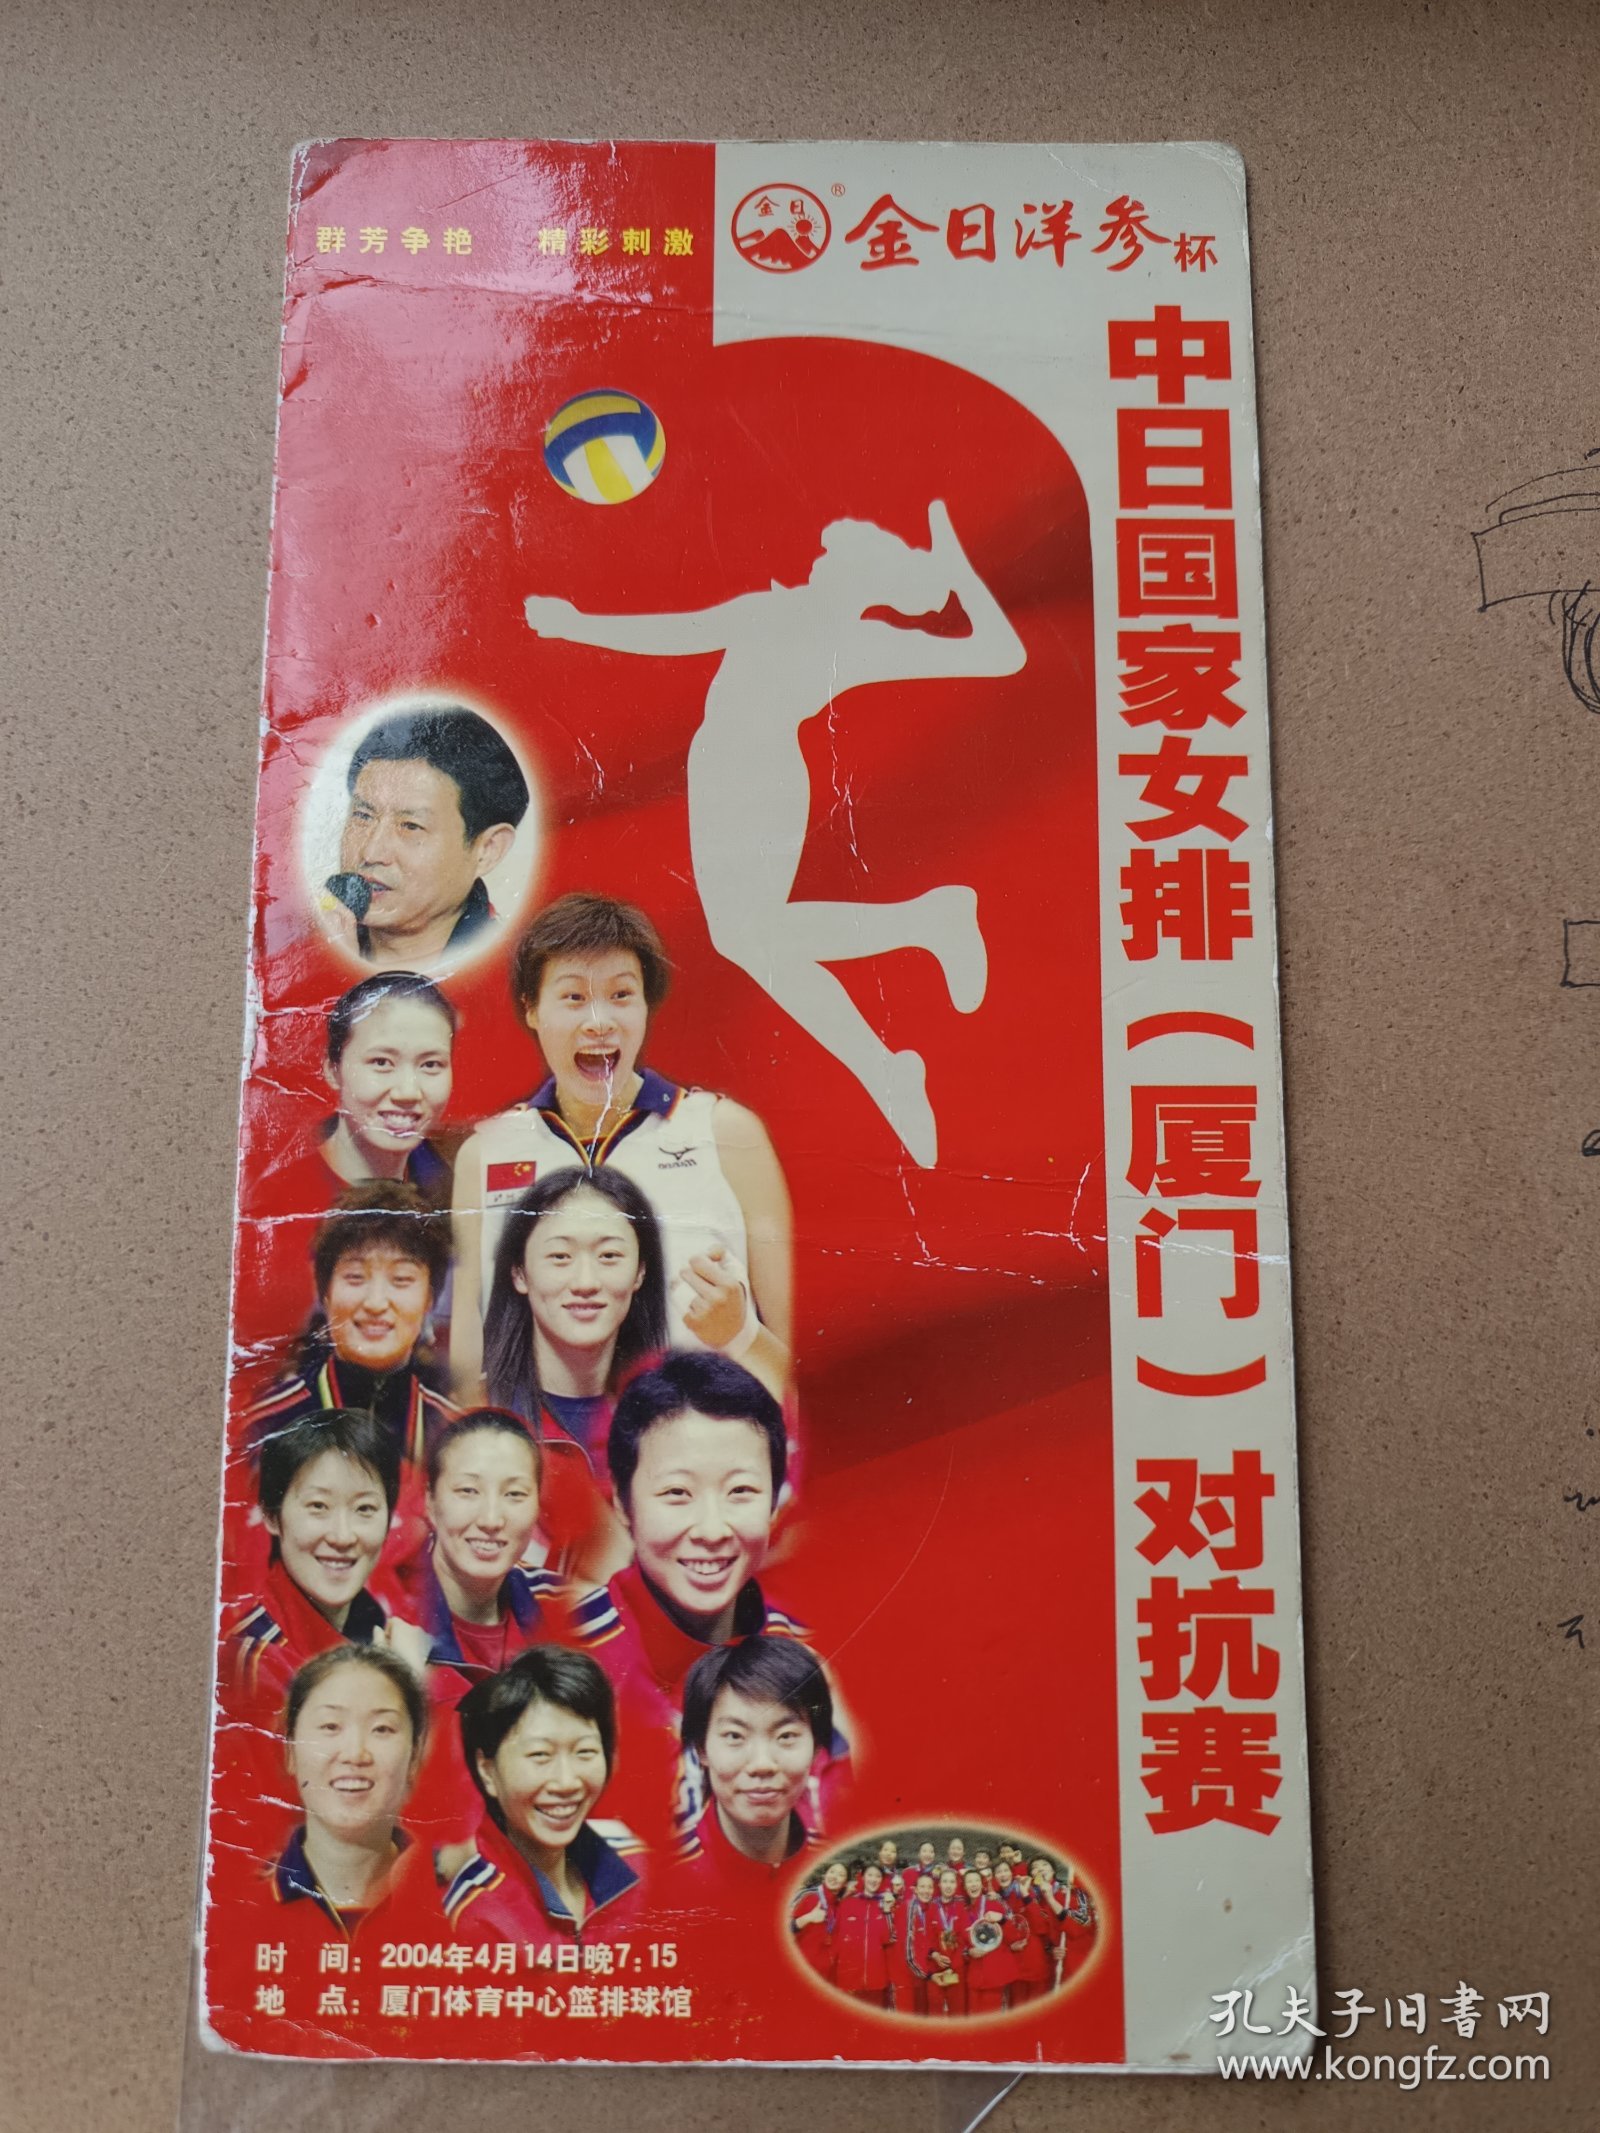 群芳争艳 精彩刺激
金日
®
金日洋参杯
中日国家女排（厦门）对抗赛
时 间：2004年4月14日晚7：15
地 点：厦门体育中心篮排球馆
孔夫子旧書网
www.kongfz.com